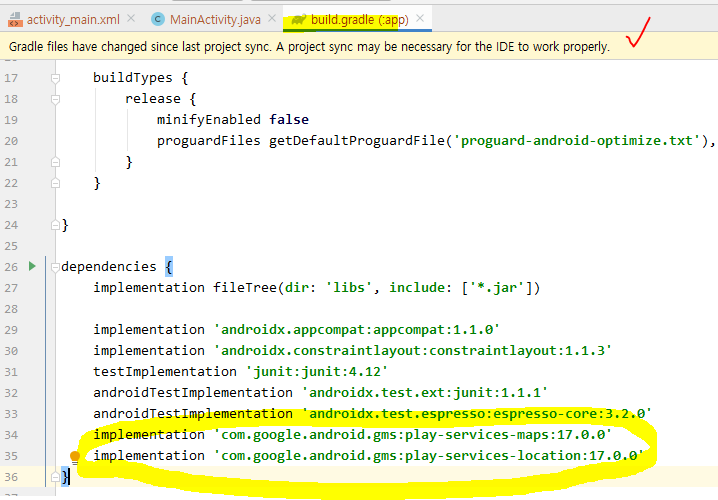 activity_main.xml MainActivity.java build.gradle (:app)
Gradle files have changed since last project sync. A project sync may be necessary for the IDE to work properly.
17 buildTypes {
18 release {
19 minifyEnabled false
20 proguardFiles getDefaultProguardFile('proguard-android-optimize.txt'),
21 }
22 }
23
24 }
25
26 dependencies {
27 implementation fileTree(dir: 'libs', include: ['*.jar'])
28
29 implementation 'androidx.appcompat:appcompat:1.1.0'
30 implementation 'androidx.constraintlayout:constraintlayout:1.1.3'
31 testImplementation 'junit:junit:4.12'
32 androidTestImplementation 'androidx.test.ext:junit:1.1.1'
33 androidTestImplementation 'androidx.test.espresso:espresso-core:3.2.0'
34 implementation 'com.google.android.gms:play-services-maps:17.0.0'
35 implementation 'com.google.android.gms:play-services-location:17.0.0'
36 }